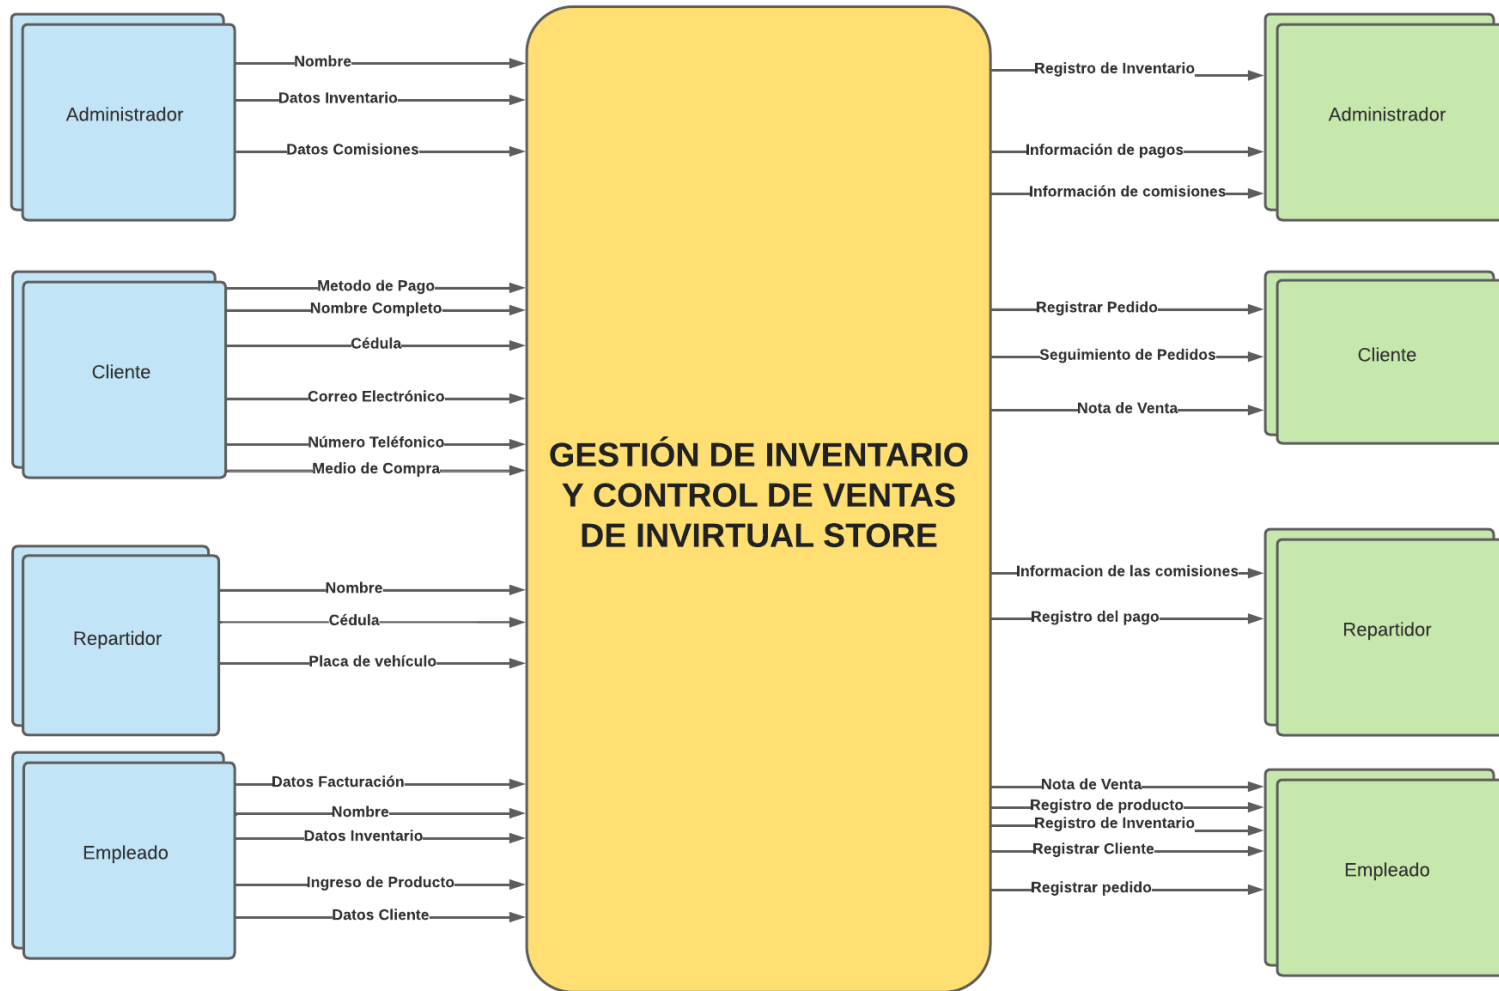 Administrador
Nombre
Datos Inventario
Datos Comisiones
Cliente
Metodo de Pago
Nombre Completo
Cédula
Correo Electrónico
Número Teléfonico
Medio de Compra
Repartidor
Nombre
Cédula
Placa de vehículo
Empleado
Datos Facturación
Nombre
Datos Inventario
Ingreso de Producto
Datos Cliente
GESTIÓN DE INVENTARIO
Y CONTROL DE VENTAS
DE INVIRTUAL STORE
Registro de Inventario
Información de pagos
Información de comisiones
Administrador
Registrar Pedido
Seguimiento de Pedidos
Nota de Venta
Cliente
Informacion de las comisiones
Registro del pago
Repartidor
Nota de Venta
Registro de producto
Registro de Inventario
Registrar Cliente
Registrar pedido
Empleado